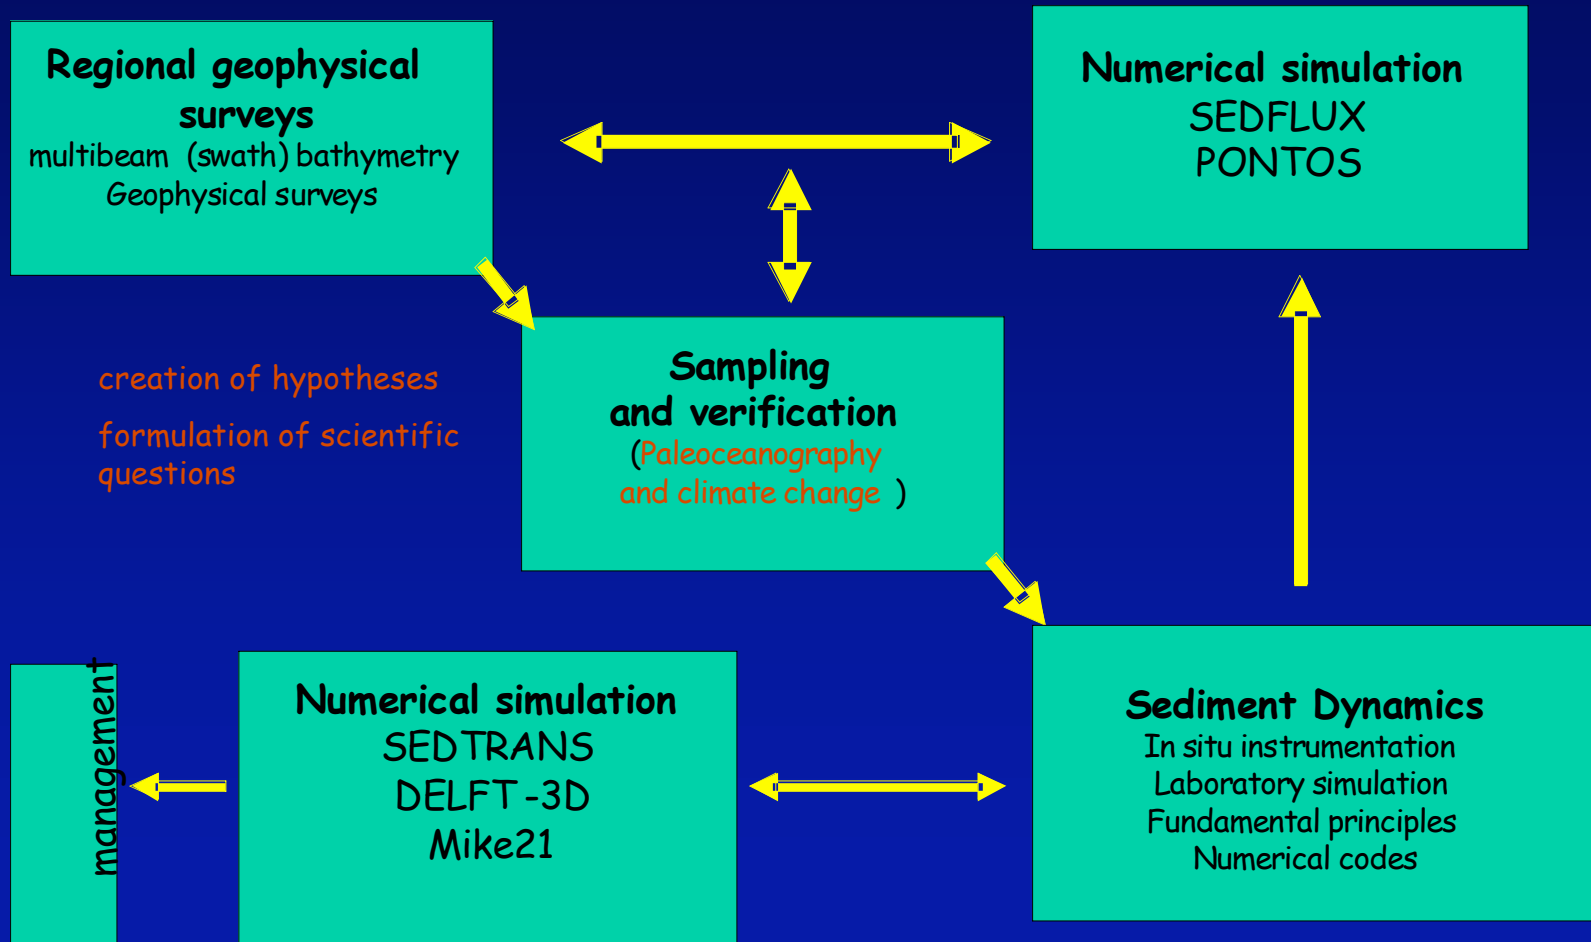 Regional geophysical
surveys
multibeam (swath) bathymetry
Geophysical surveys
Numerical simulation
SEDFLUX
PONTOS
creation of hypotheses
formulation of scientific
questions
Sampling
and verification
(Paleoceanography
and climate change )
management
Numerical simulation
SEDTRANS
DELFT-3D
Mike21
Sediment Dynamics
In situ instrumentation
Laboratory simulation
Fundamental principles
Numerical codes